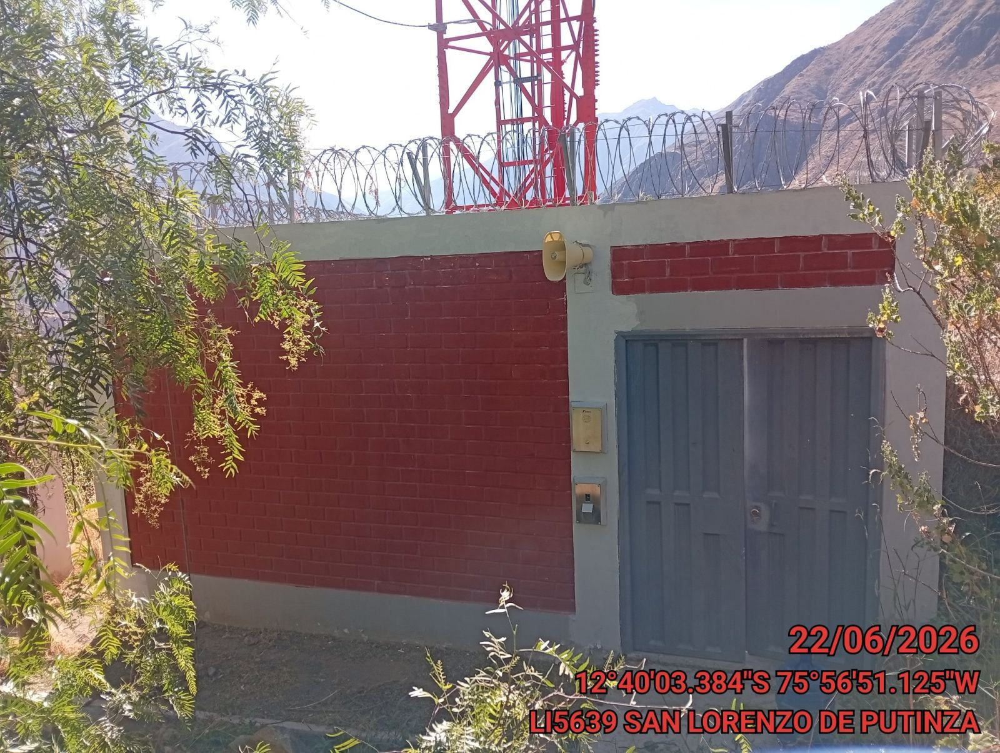 22/06/2026
12°40'03.384"S 75°56'51.125"W
LI5639 SAN LORENZO DE PUTINZA